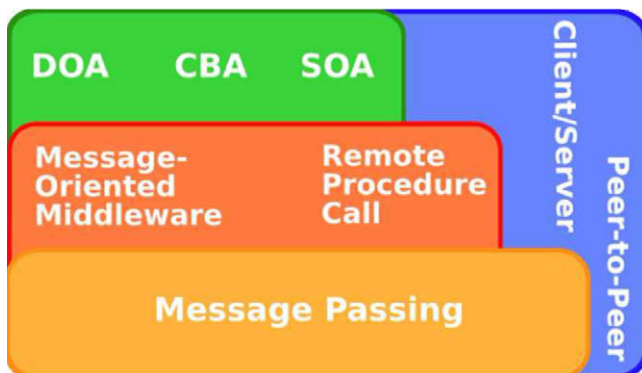 DOA CBA SOA
Message-
Oriented
Middleware
Remote
Procedure
Call
Message Passing
Client/Server
Peer-to-Peer